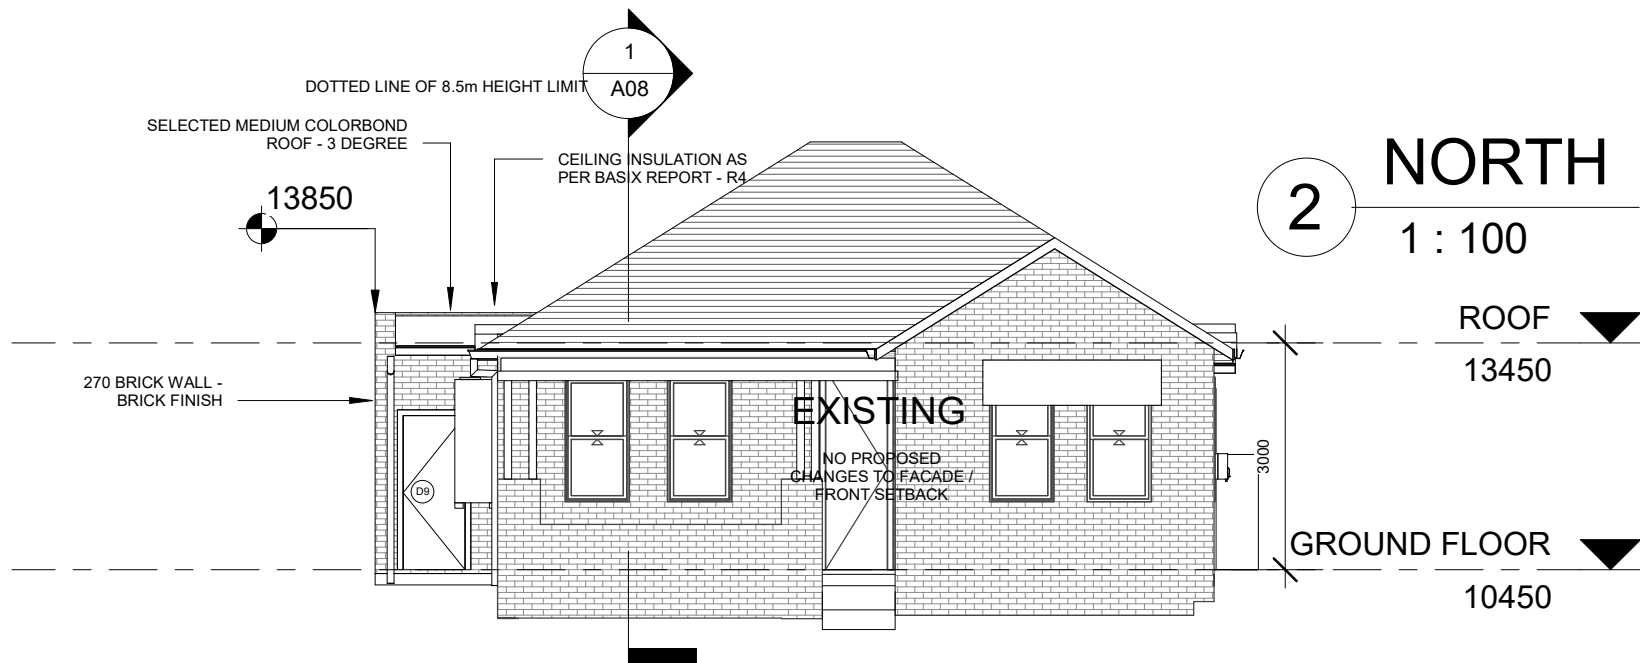 1
A08
DOTTED LINE OF 8.5m HEIGHT LIMIT
SELECTED MEDIUM COLORBOND
ROOF - 3 DEGREE
CEILING INSULATION AS
PER BASIX REPORT - R4
13850
NORTH
2
1 : 100
ROOF
13450
270 BRICK WALL -
BRICK FINISH
EXISTING
NO PROPOSED
CHANGES TO FACADE /
FRONT SETBACK
D9
3000
GROUND FLOOR
10450